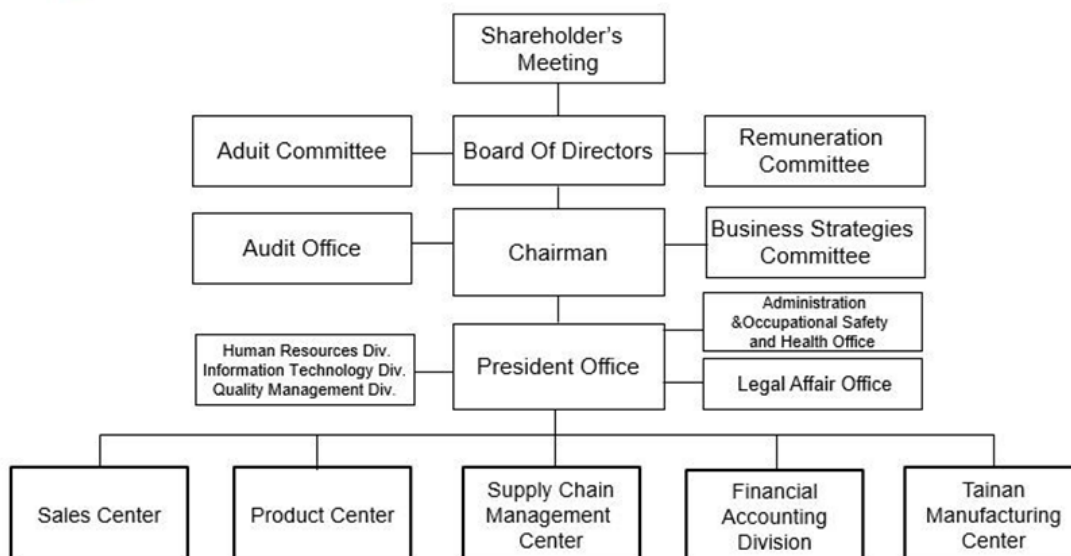 Shareholder's
Meeting
Aduit Committee
Board Of Directors
Remuneration
Committee
Audit Office
Chairman
Business Strategies
Committee
Human Resources Div.
Information Technology Div.
Quality Management Div.
President Office
Administration
&Occupational Safety
and Health Office
Legal Affair Office
Sales Center
Product Center
Supply Chain
Management
Center
Financial
Accounting
Division
Tainan
Manufacturing
Center